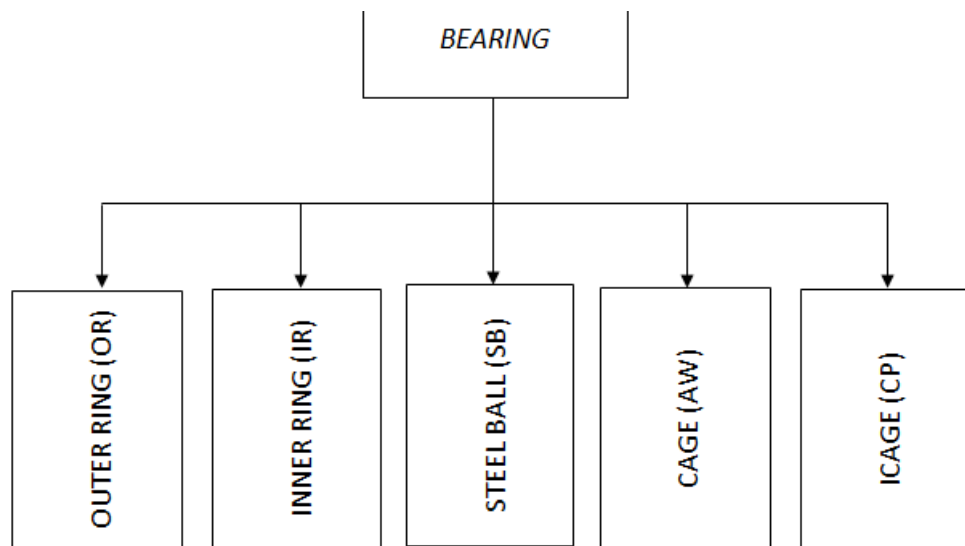 BEARING
OUTER RING (OR)
INNER RING (IR)
STEEL BALL (SB)
CAGE (AW)
ICAGE (CP)